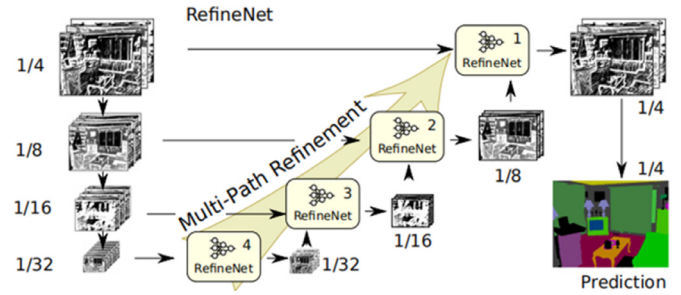 RefineNet
1/4
1
RefineNet
1/4
1/8
2
RefineNet
1/8
1/4
Multi-Path Refinement
1/16
3
RefineNet
1/16
1/32
4
RefineNet
1/32
Prediction